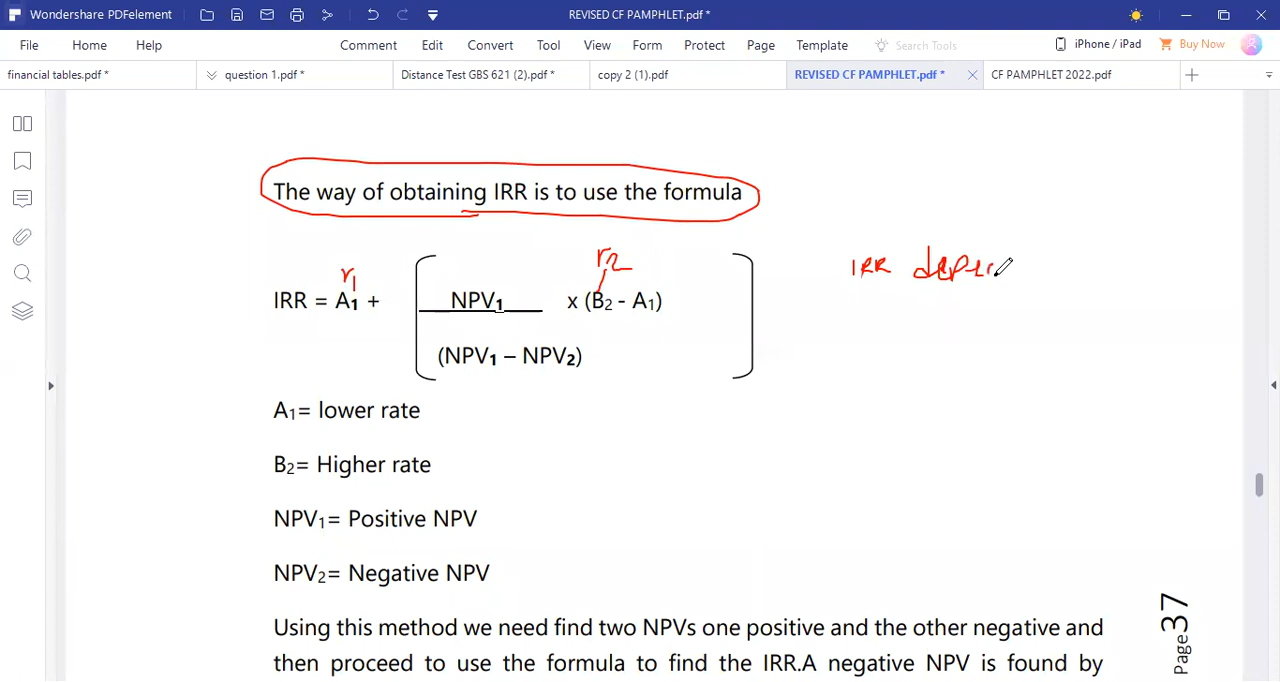 Wondershare PDFelement
REVISED CF PAMPHLET.pdf *
File Home Help Comment Edit Convert Tool View Form Protect Page Template Search Tools iPhone / iPad Buy Now
financial tables.pdf * question 1.pdf * Distance Test GBS 621 (2).pdf * copy 2 (1).pdf REVISED CF PAMPHLET.pdf * CF PAMPHLET 2022.pdf
The way of obtaining IRR is to use the formula
r1 r2
IRR
IRR = A1 + NPV1 x (B2 - A1)
(NPV1 – NPV2)
A1= lower rate
B2= Higher rate
NPV1= Positive NPV
NPV2= Negative NPV
Using this method we need find two NPVs one positive and the other negative and
then proceed to use the formula to find the IRR.A negative NPV is found by
Page37